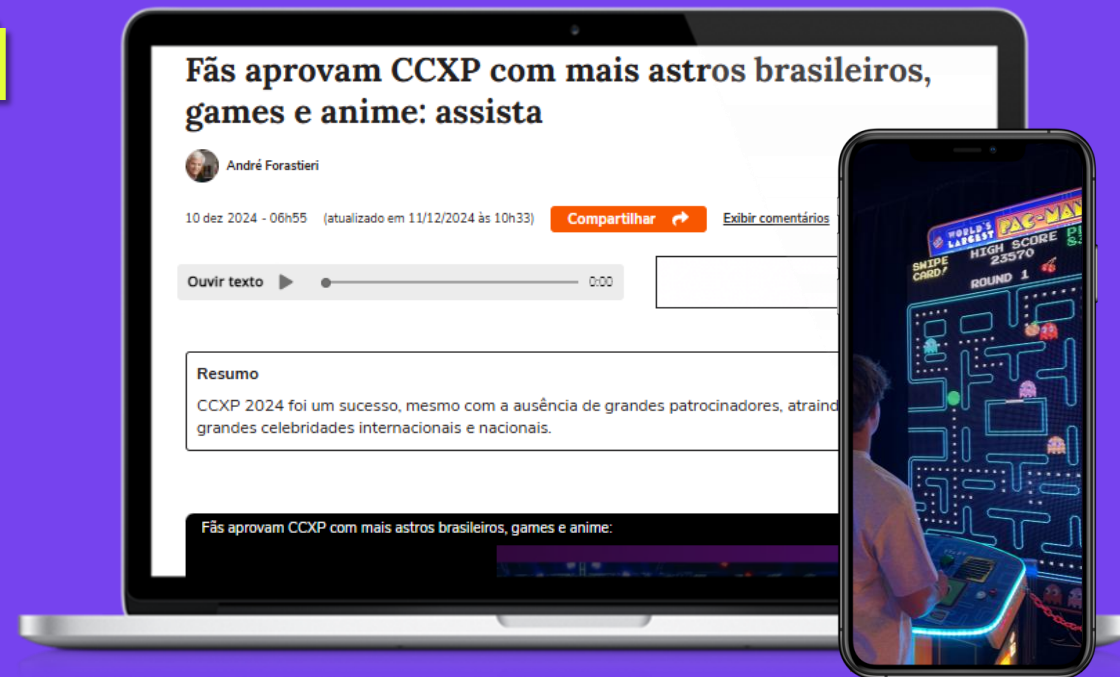 Fãs aprovam CCXP com mais astros brasileiros,
games e anime: assista
André Forastieri
10 dez 2024 - 06h55 (atualizado em 11/12/2024 às 10h33) Compartilhar Exibir comentários
Ouvir texto 0:00
Resumo
CCXP 2024 foi um sucesso, mesmo com a ausência de grandes patrocinadores, atraind
grandes celebridades internacionais e nacionais.
Fãs aprovam CCXP com mais astros brasileiros, games e anime:
WORLD'S
LARGEST PAC-MAN
SWIPE
CARD!
HIGH SCORE
23570
ROUND 1
START